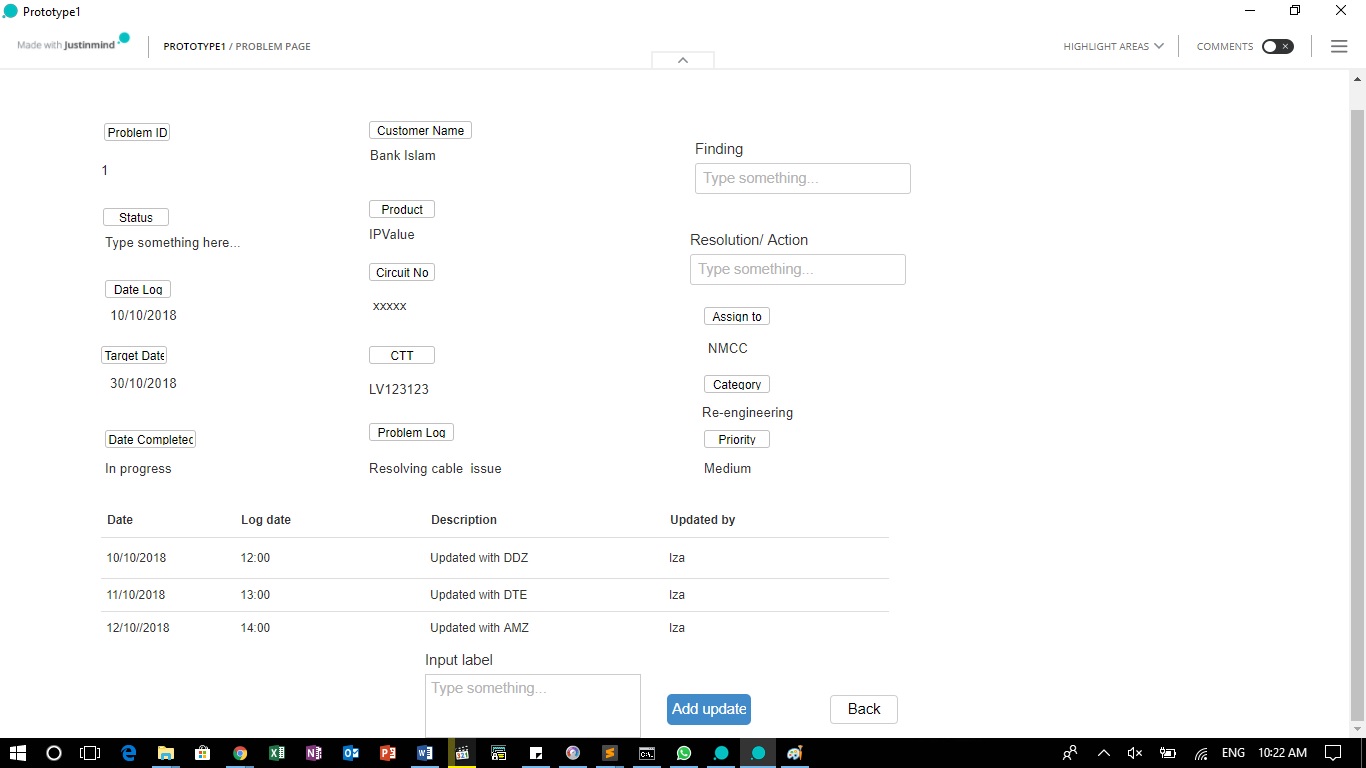 Prototype1
Made with Justinmind
PROTOTYPE1 / PROBLEM PAGE
HIGHLIGHT AREAS
COMMENTS
Problem ID
1
Status
Type something here...
Date Log
10/10/2018
Target Date
30/10/2018
Date Completed
In progress
Customer Name
Bank Islam
Product
IPValue
Circuit No
xxxxx
CTT
LV123123
Problem Log
Resolving cable issue
Finding
Type something...
Resolution/ Action
Type something...
Assign to
NMCC
Category
Re-engineering
Priority
Medium
Date Log date Description Updated by
10/10/2018 12:00 Updated with DDZ Iza
11/10/2018 13:00 Updated with DTE Iza
12/10//2018 14:00 Updated with AMZ Iza
Input label
Type something...
Add update
Back
ENG 10:22 AM